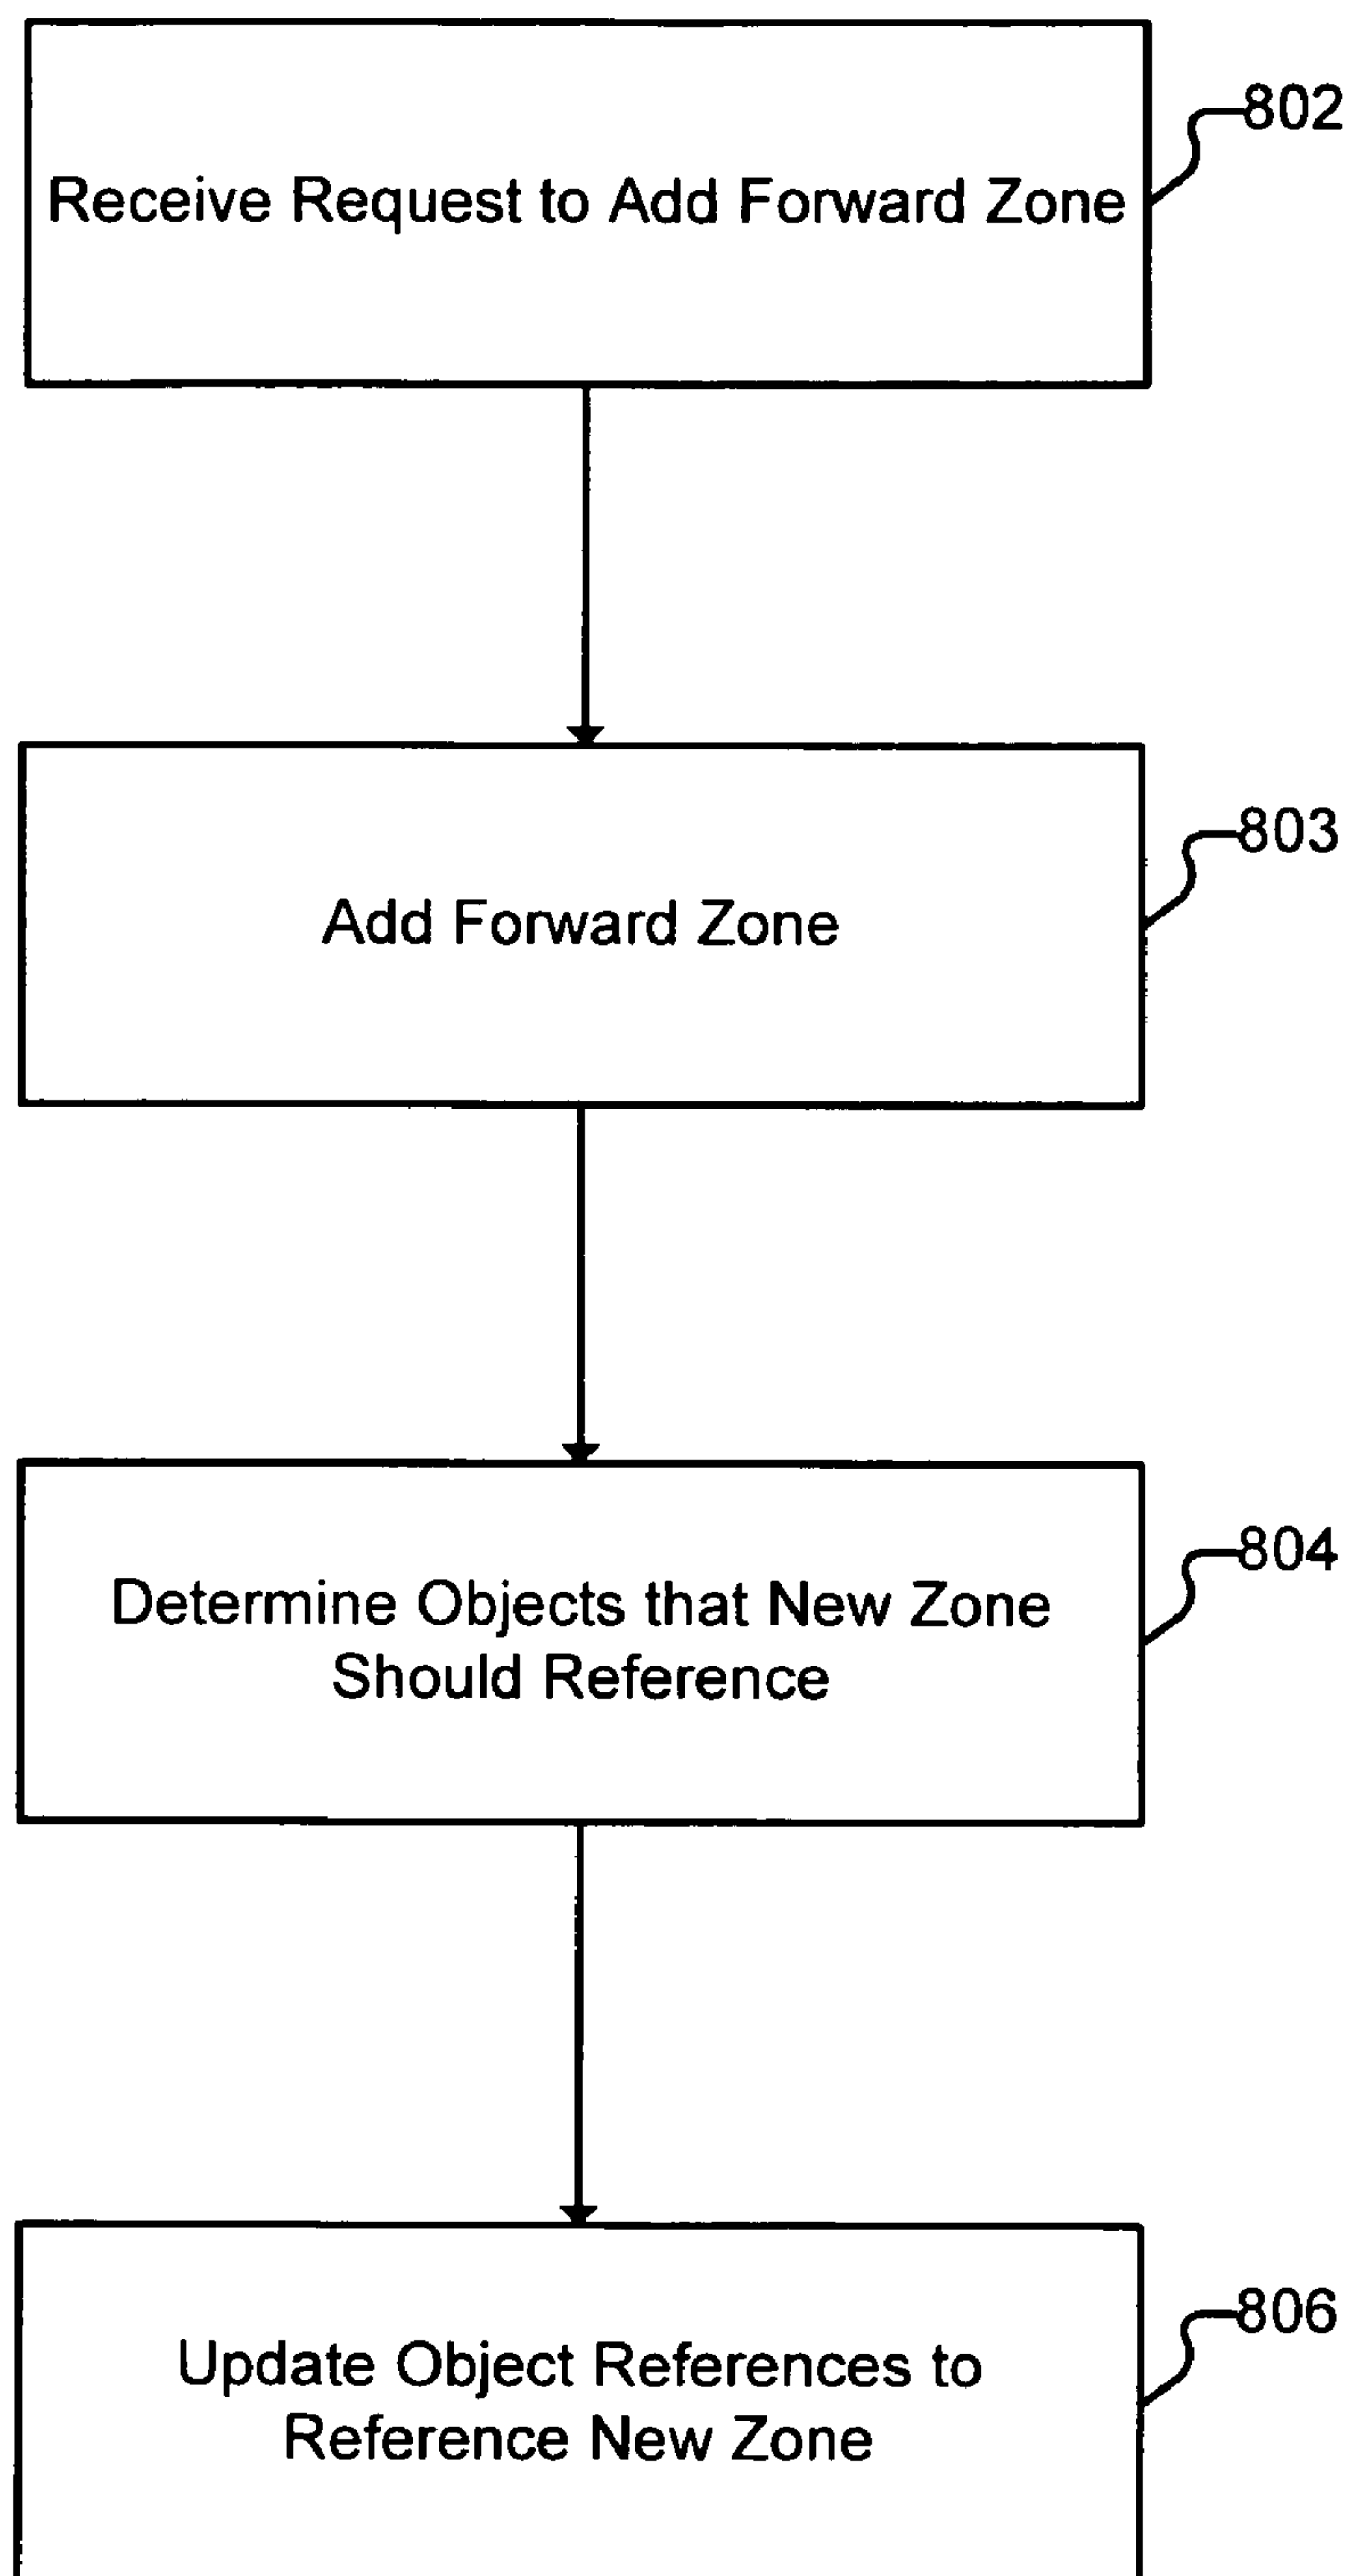 802
Receive Request to Add Forward Zone
803
Add Forward Zone
804
Determine Objects that New Zone
Should Reference
806
Update Object References to
Reference New Zone